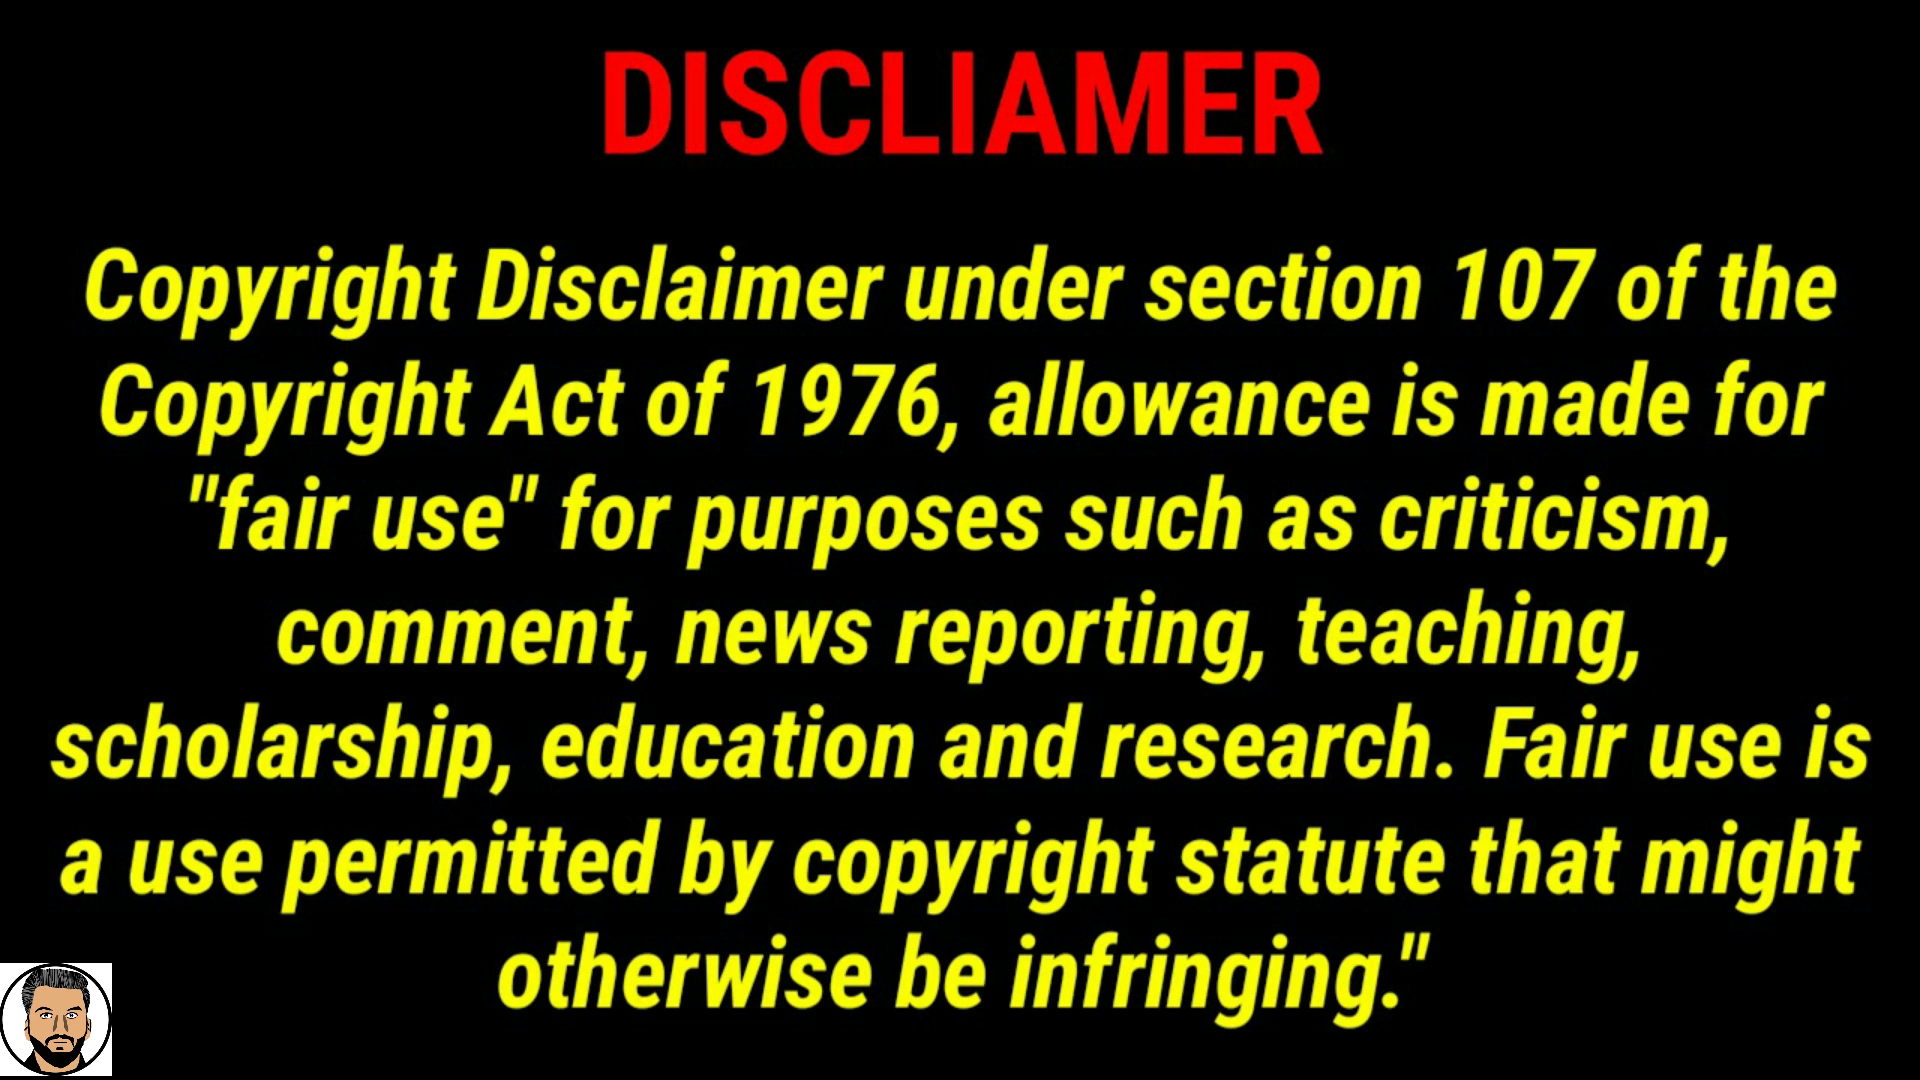 DISCLIAMER
Copyright Disclaimer under section 107 of the
Copyright Act of 1976, allowance is made for
"fair use" for purposes such as criticism,
comment, news reporting, teaching,
scholarship, education and research. Fair use is
a use permitted by copyright statute that might
otherwise be infringing."